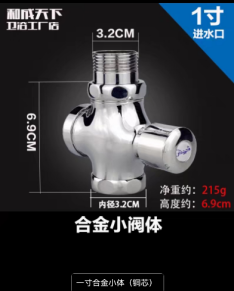 和成天下
卫浴工厂店
1寸
进水口
3.2CM
6.9CM
内径3.2CM
净重约：215g
高度约：6.9cm
合金小阀体
一寸合金小体（铜芯）